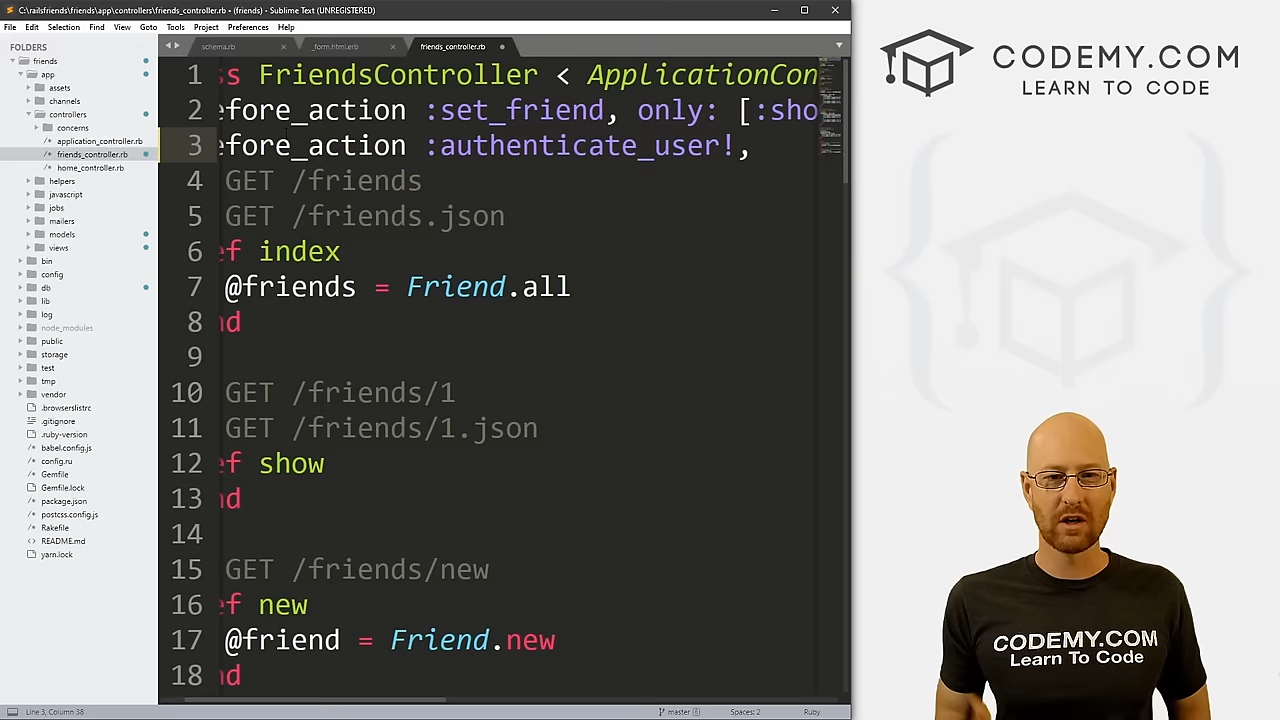 C:\railsfriends\friends\app\controllers\friends_controller.rb • (friends) - Sublime Text (UNREGISTERED)
File Edit Selection Find View Goto Tools Project Preferences Help
FOLDERS
friends
app
assets
channels
controllers
concerns
application_controller.rb
friends_controller.rb
home_controller.rb
helpers
javascript
jobs
mailers
models
views
bin
config
db
lib
log
node_modules
public
storage
test
tmp
vendor
.browserslistrc
.gitignore
.ruby-version
babel.config.js
config.ru
Gemfile
Gemfile.lock
package.json
postcss.config.js
Rakefile
README.md
yarn.lock
schema.rb _form.html.erb friends_controller.rb
1 s FriendsController < ApplicationCon
2 efore_action :set_friend, only: [:sho
3 efore_action :authenticate_user!,
4 GET /friends
5 GET /friends.json
6 ef index
7 @friends = Friend.all
8 nd
9
10 GET /friends/1
11 GET /friends/1.json
12 ef show
13 nd
14
15 GET /friends/new
16 ef new
17 @friend = Friend.new
18 nd
Line 3, Column 38 master 8 Spaces: 2 Ruby
CODEMY.COM
LEARN TO CODE
CODEMY.COM
Learn To Code